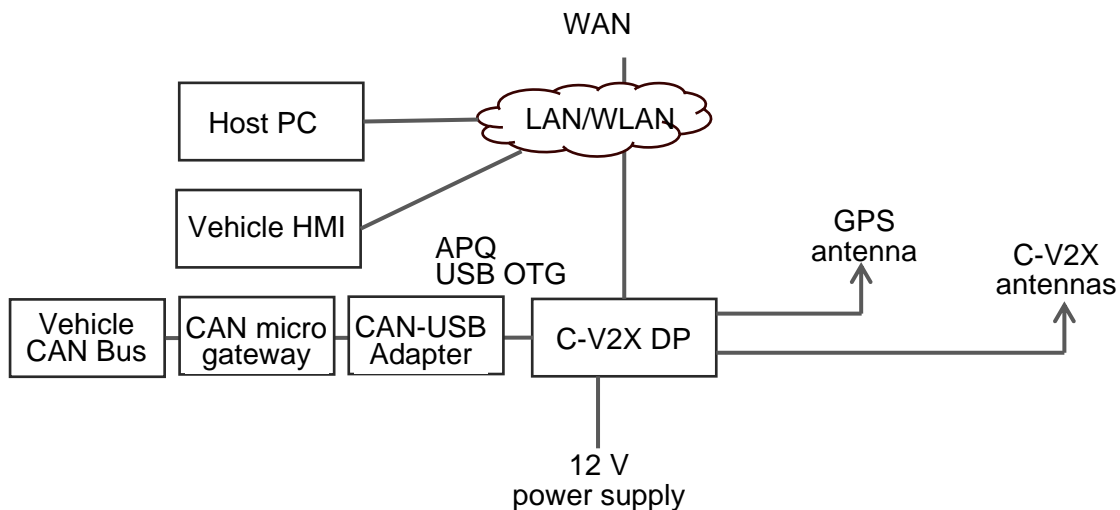 WAN
LAN/WLAN
Host PC
Vehicle HMI
GPS
antenna
C-V2X
antennas
APQ
USB OTG
Vehicle
CAN Bus
CAN micro
gateway
CAN-USB
Adapter
C-V2X DP
12 V
power supply